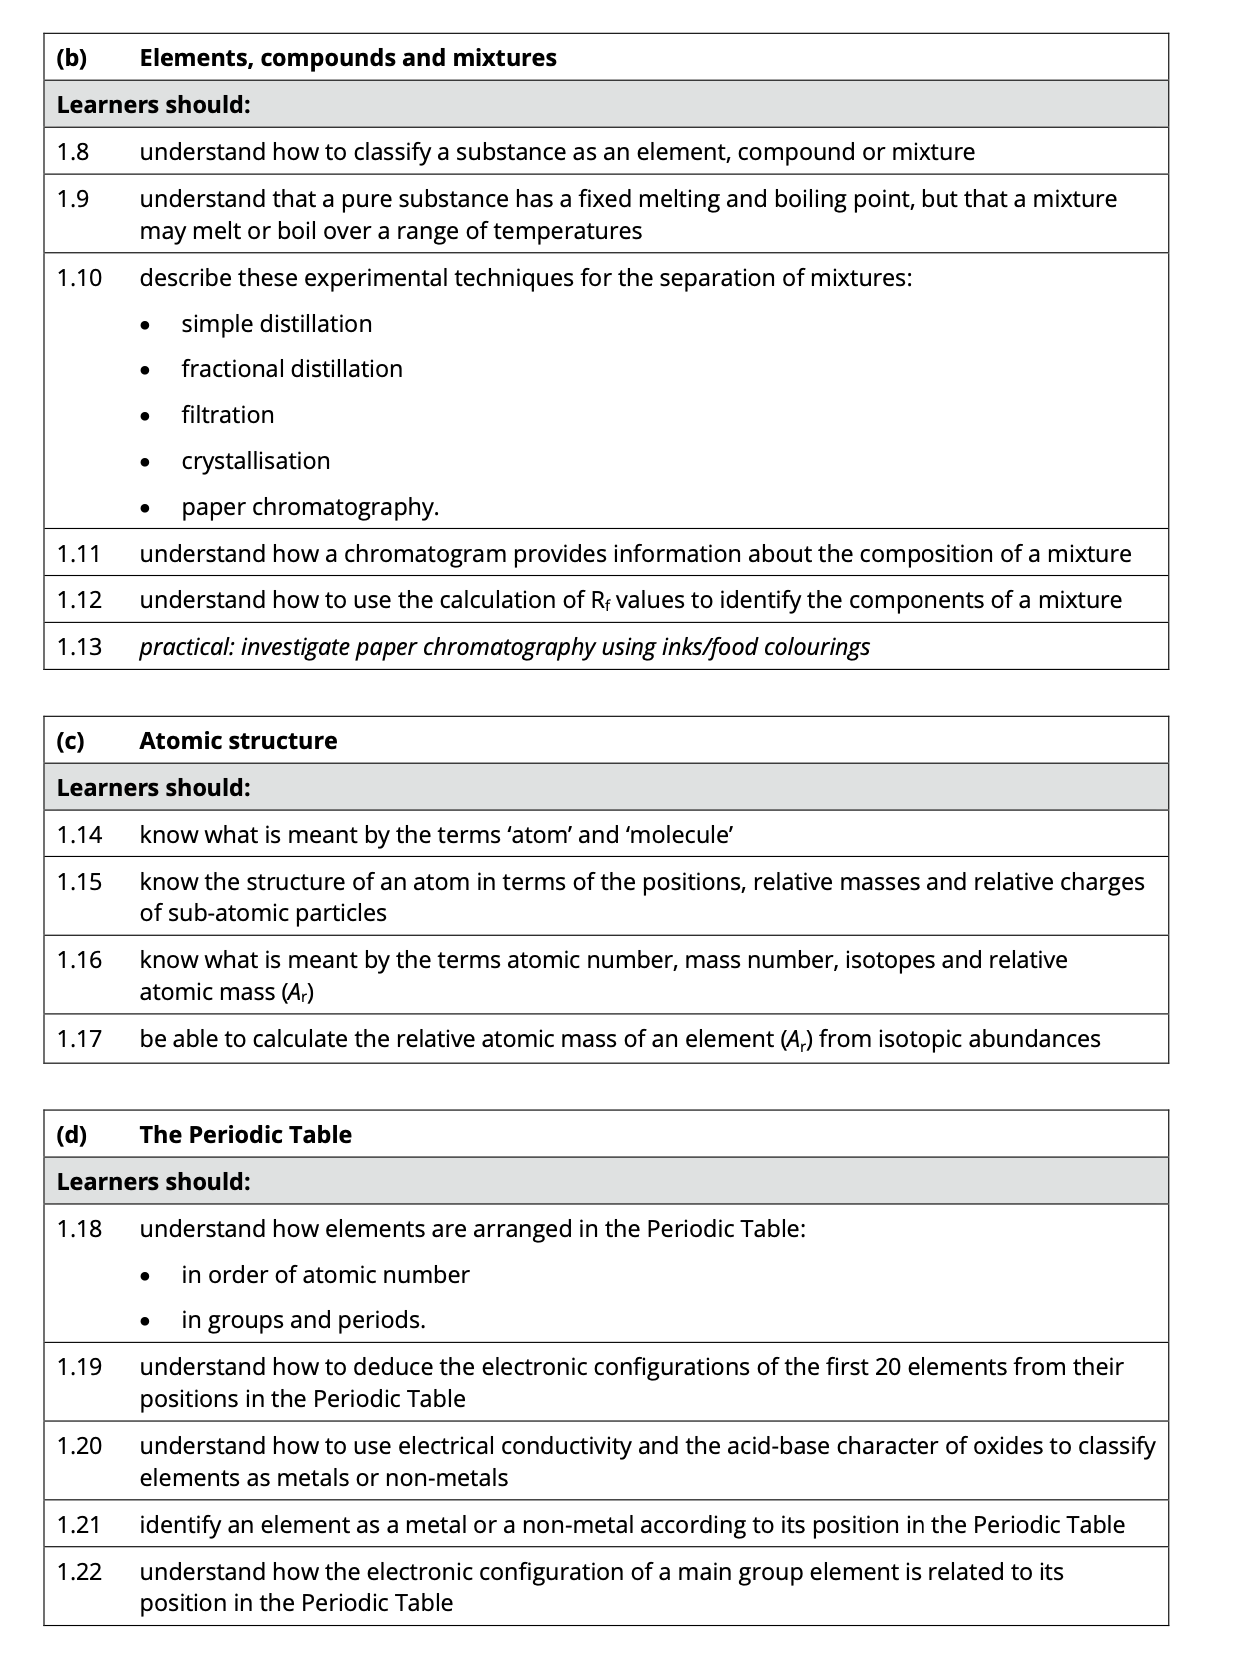 (b) Elements, compounds and mixtures
Learners should:
1.8 understand how to classify a substance as an element, compound or mixture
1.9 understand that a pure substance has a fixed melting and boiling point, but that a mixture
may melt or boil over a range of temperatures
1.10 describe these experimental techniques for the separation of mixtures:
• simple distillation
• fractional distillation
• filtration
• crystallisation
• paper chromatography.
1.11 understand how a chromatogram provides information about the composition of a mixture
1.12 understand how to use the calculation of Rf values to identify the components of a mixture
1.13 practical: investigate paper chromatography using inks/food colourings
(c) Atomic structure
Learners should:
1.14 know what is meant by the terms ‘atom’ and ‘molecule’
1.15 know the structure of an atom in terms of the positions, relative masses and relative charges
of sub-atomic particles
1.16 know what is meant by the terms atomic number, mass number, isotopes and relative
atomic mass (Ar)
1.17 be able to calculate the relative atomic mass of an element (Ar) from isotopic abundances
(d) The Periodic Table
Learners should:
1.18 understand how elements are arranged in the Periodic Table:
• in order of atomic number
• in groups and periods.
1.19 understand how to deduce the electronic configurations of the first 20 elements from their
positions in the Periodic Table
1.20 understand how to use electrical conductivity and the acid-base character of oxides to classify
elements as metals or non-metals
1.21 identify an element as a metal or a non-metal according to its position in the Periodic Table
1.22 understand how the electronic configuration of a main group element is related to its
position in the Periodic Table